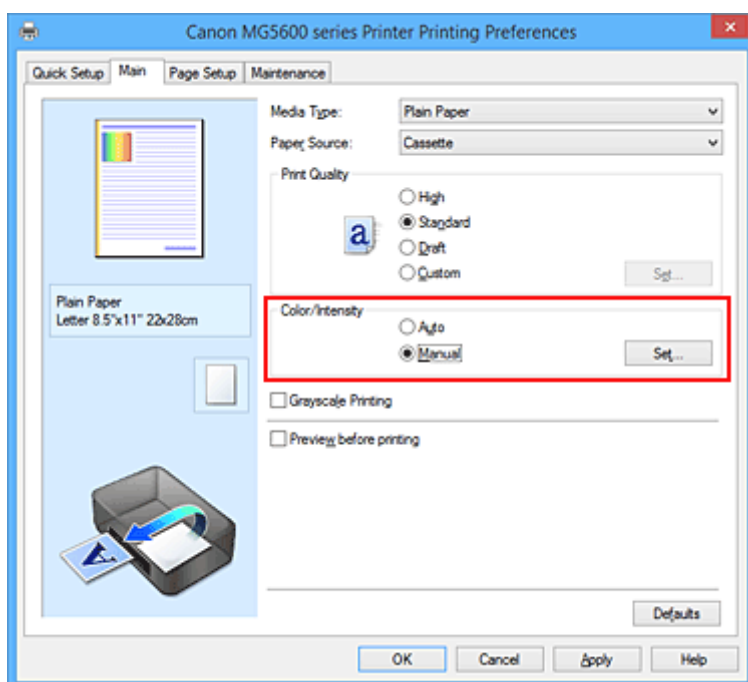 Canon MG5600 series Printer Printing Preferences
Quick Setup Main Page Setup Maintenance
Media Type: Plain Paper
Paper Source: Cassette
Print Quality
High
a
Standard
Draft
Custom Set...
Plain Paper
Letter 8.5"x11" 22x28cm
Color/Intensity
Auto
Manual Set...
Grayscale Printing
Preview before printing
A
Defaults
OK Cancel Apply Help